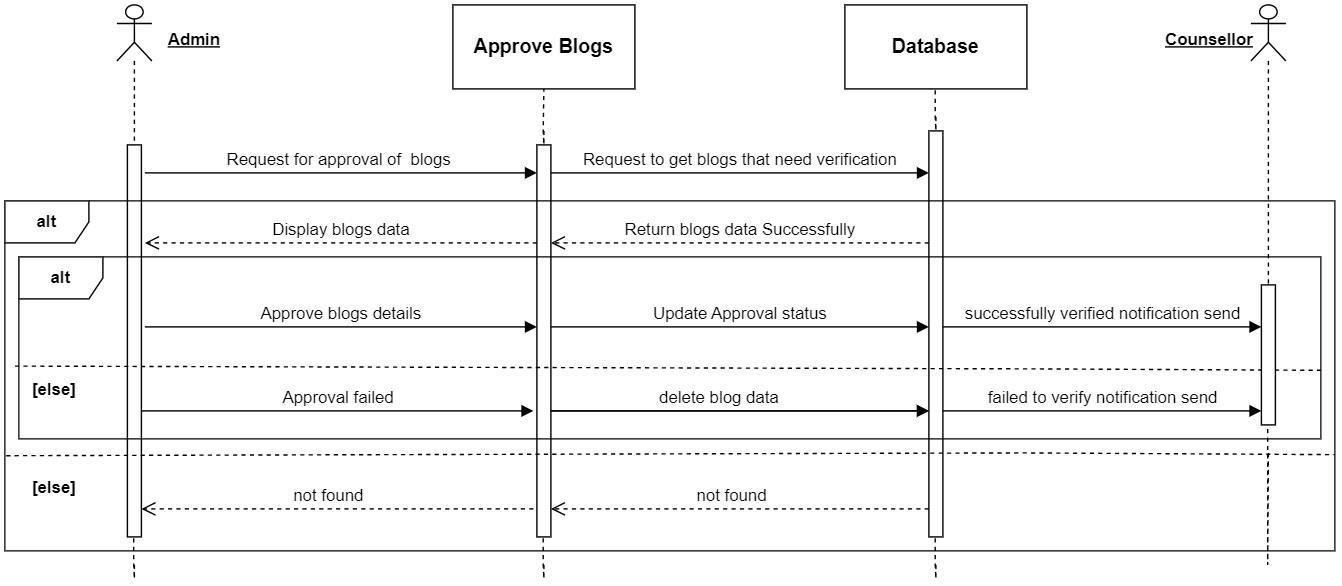 Admin
Approve Blogs
Database
Counsellor
Request for approval of  blogs
Request to get blogs that need verification
alt
Display blogs data
Return blogs data Successfully
alt
Approve blogs details
Update Approval status
successfully verified notification send
[else]
Approval failed
delete blog data
failed to verify notification send
[else]
not found
not found